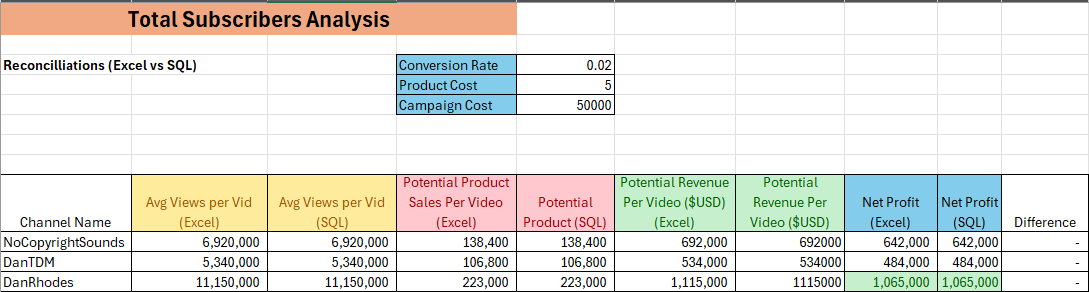 Total Subscribers Analysis
Reconcilliations (Excel vs SQL) Conversion Rate 0.02
Product Cost 5
Campaign Cost 50000
Channel Name Avg Views per Vid (Excel) Avg Views per Vid (SQL) Potential Product Sales Per Video (Excel) Potential Product (SQL) Potential Revenue Per Video ($USD) (Excel) Potential Revenue Per Video ($USD) Net Profit (Excel) Net Profit (SQL) Difference
NoCopyrightSounds 6,920,000 6,920,000 138,400 138,400 692,000 692000 642,000 642,000 -
DanTDM 5,340,000 5,340,000 106,800 106,800 534,000 534000 484,000 484,000 -
DanRhodes 11,150,000 11,150,000 223,000 223,000 1,115,000 1115000 1,065,000 1,065,000 -